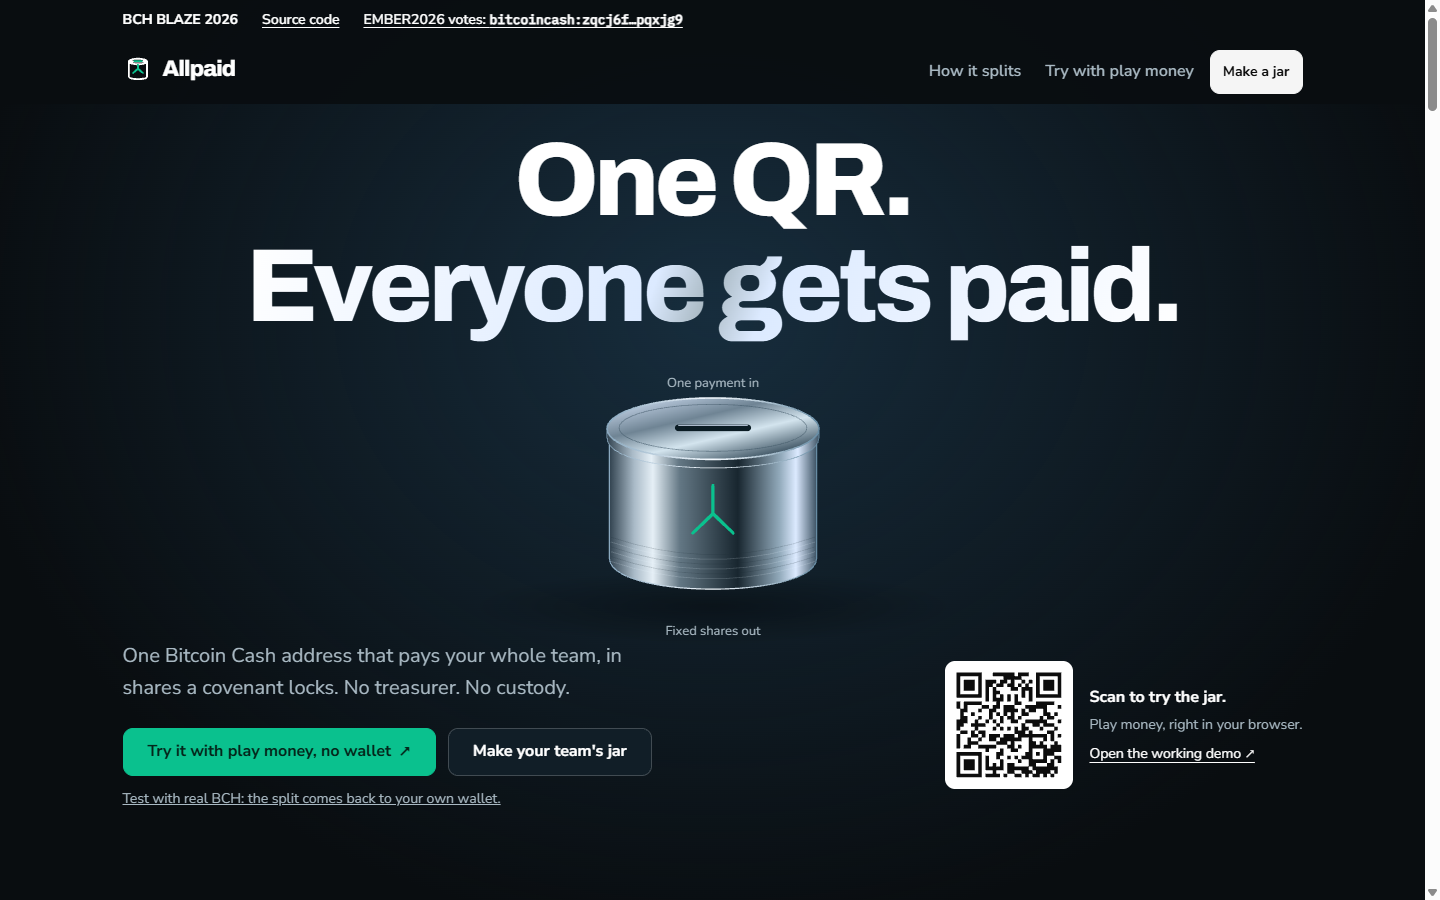 BCH BLAZE 2026 Source code EMBER2026 votes: bitcoincash:zqcj6f…pqxjg9
Allpaid
How it splits Try with play money Make a jar
One QR.
Everyone gets paid.
One payment in
Fixed shares out
One Bitcoin Cash address that pays your whole team, in
shares a covenant locks. No treasurer. No custody.
Try it with play money, no wallet ↗ Make your team's jar
Test with real BCH: the split comes back to your own wallet.
Scan to try the jar.
Play money, right in your browser.
Open the working demo ↗